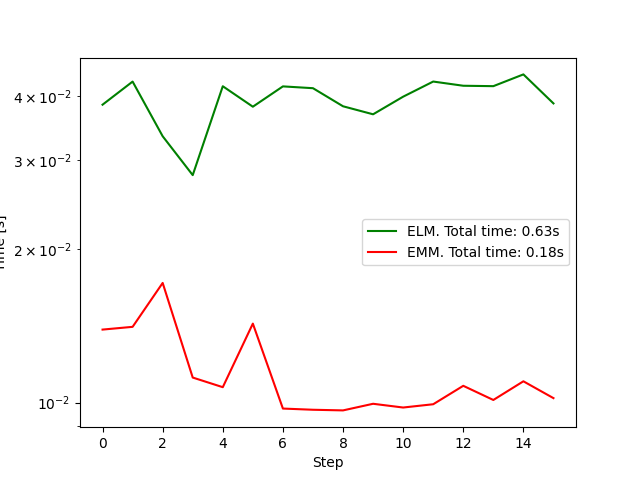 4 × 10⁻²
3 × 10⁻²
2 × 10⁻²
10⁻²
ELM. Total time: 0.63s
EMM. Total time: 0.18s
0 2 4 6 8 10 12 14
Step